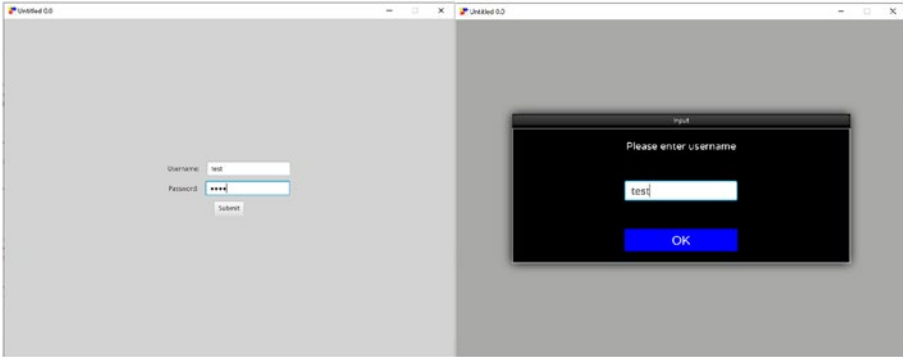 Untitled 0.0
Username: test
Password: ••••
Submit
Untitled 0.0
Input
Please enter username
test
OK